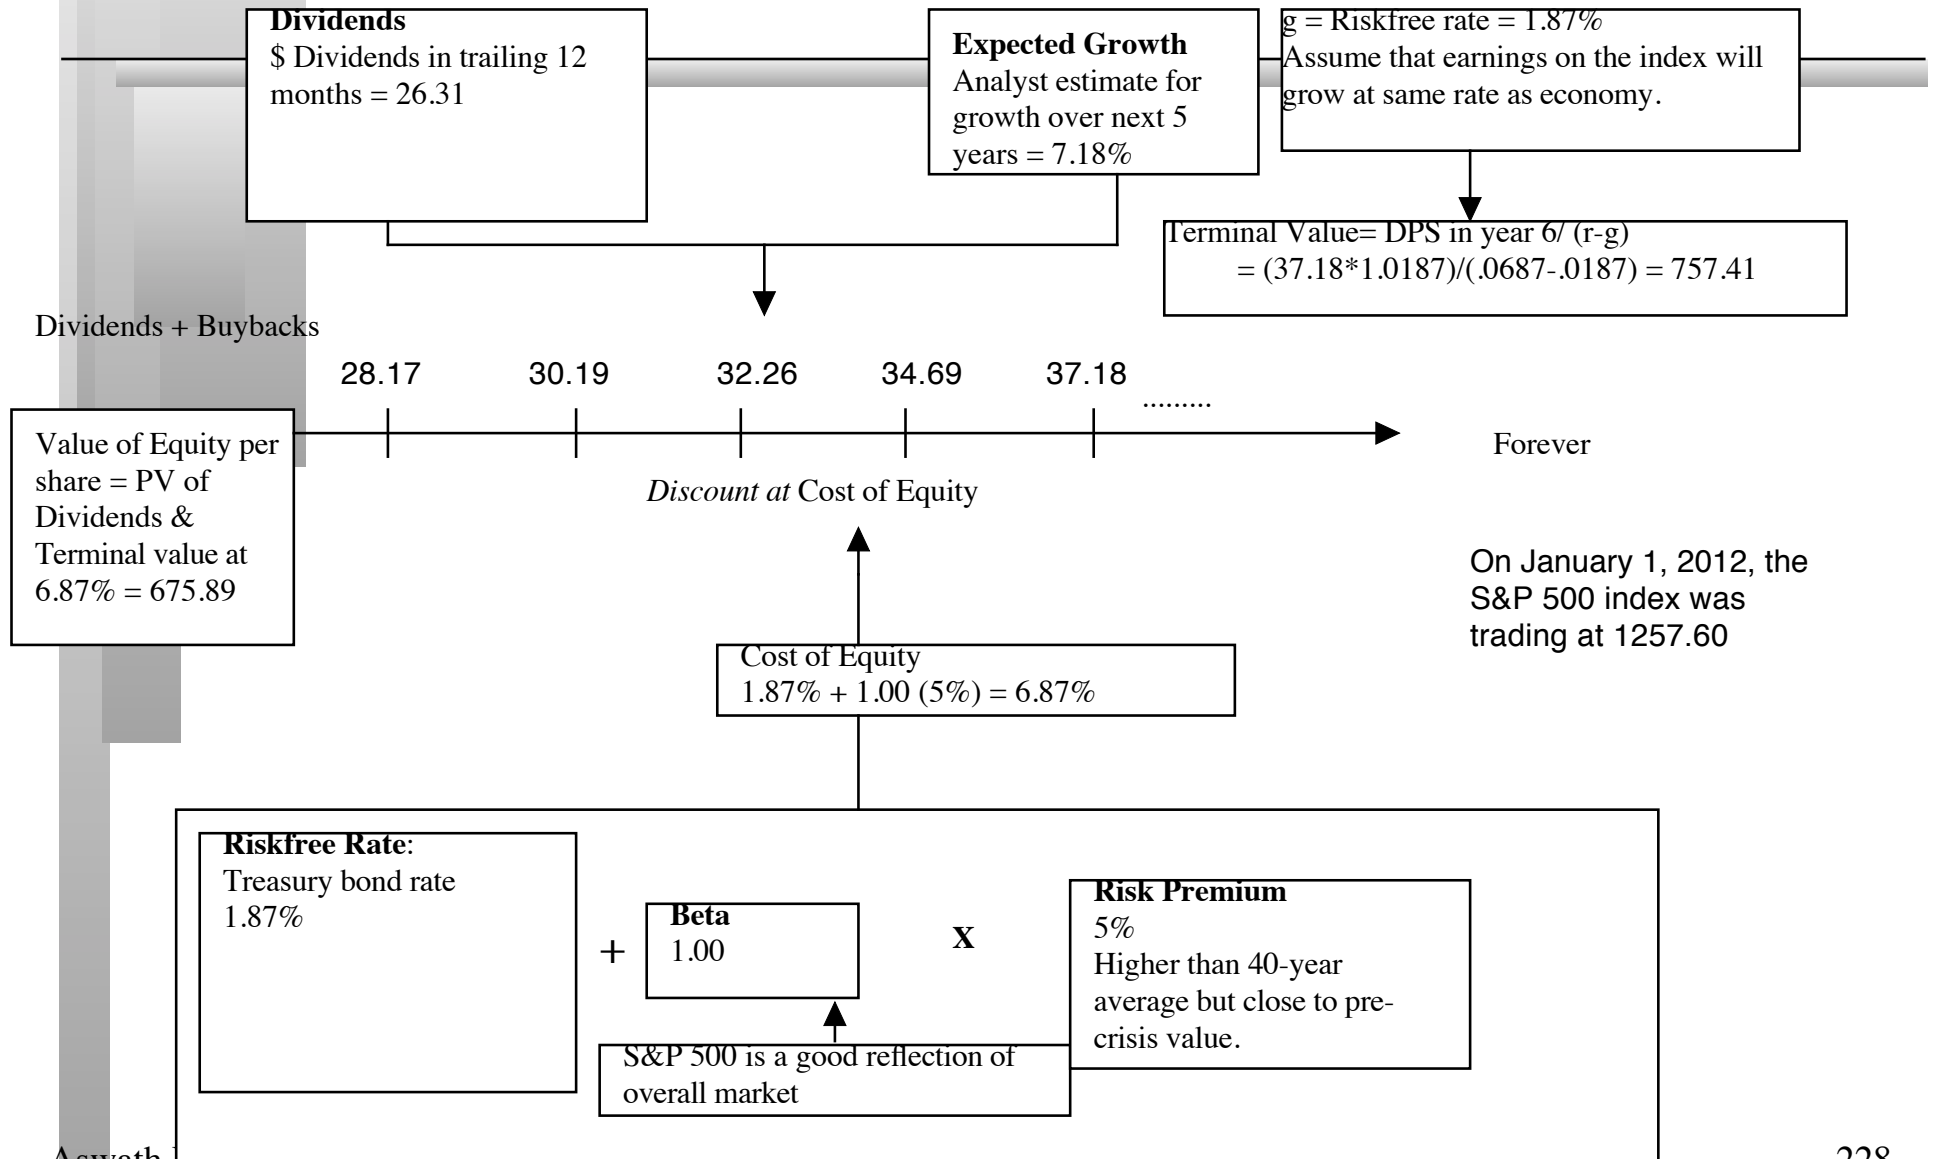 Dividends
$ Dividends in trailing 12
months = 26.31
Expected Growth
Analyst estimate for
growth over next 5
years = 7.18%
g = Riskfree rate = 1.87%
Assume that earnings on the index will
grow at same rate as economy.
Terminal Value= DPS in year 6/ (r-g)
= (37.18*1.0187)/(.0687-.0187) = 757.41
Dividends + Buybacks
28.17 30.19 32.26 34.69 37.18 .........
Forever
Value of Equity per
share = PV of
Dividends &
Terminal value at
6.87% = 675.89
Discount at Cost of Equity
On January 1, 2012, the
S&P 500 index was
trading at 1257.60
Cost of Equity
1.87% + 1.00 (5%) = 6.87%
Riskfree Rate:
Treasury bond rate
1.87%
+
Beta
1.00
X
Risk Premium
5%
Higher than 40-year
average but close to pre-
crisis value.
S&P 500 is a good reflection of
overall market
Aswath
228